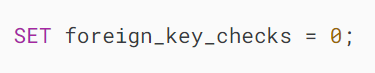 SET foreign_key_checks = 0;